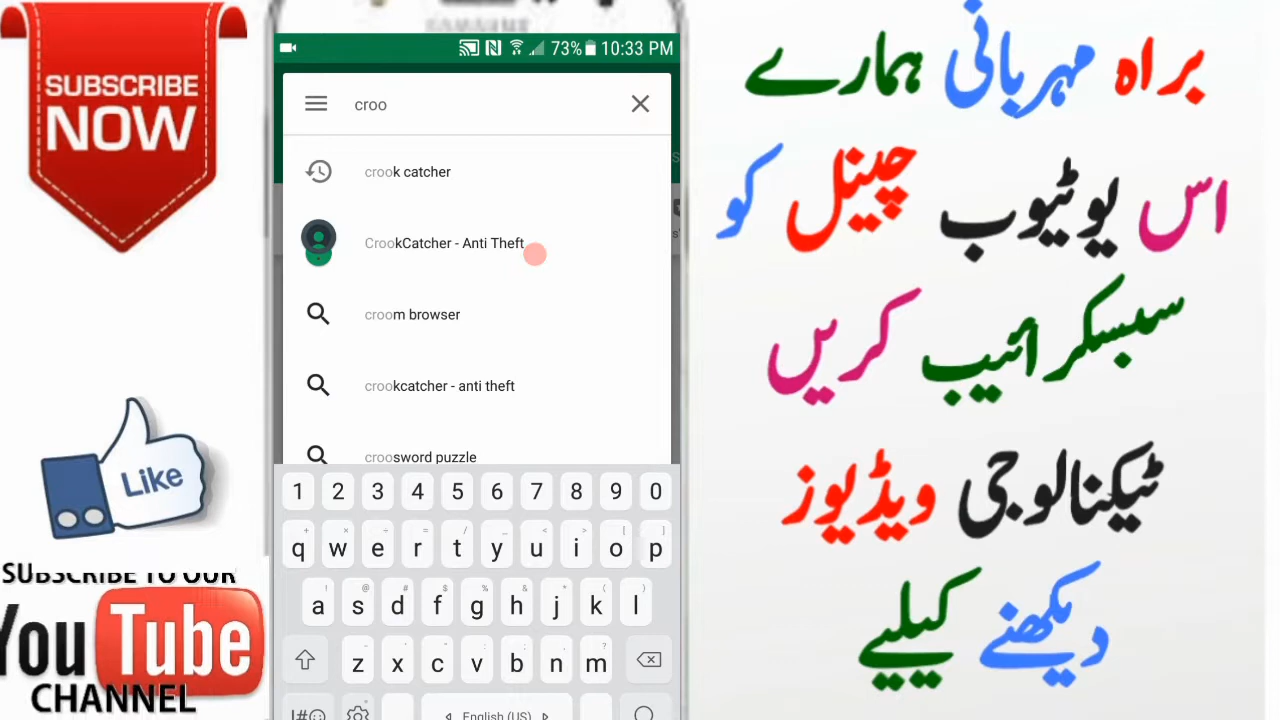 SUBSCRIBE
NOW
Like
SUBSCRIBE TO OUR
YouTube
CHANNEL
73% 10:33 PM
croo
crook catcher
CrookCatcher - Anti Theft
croom browser
crookcatcher - anti theft
croosword puzzle
1 2 3 4 5 6 7 8 9 0
q w e r t y u i o p
a s d f g h j k l
z x c v b n m
!#☺ English (US)
براہ مہربانی ہمارے
اس یوٹیوب چینل کو
سبسکرائیب کریں
ٹیکنالوجی ویڈیوز
دیکھنے کیلیے